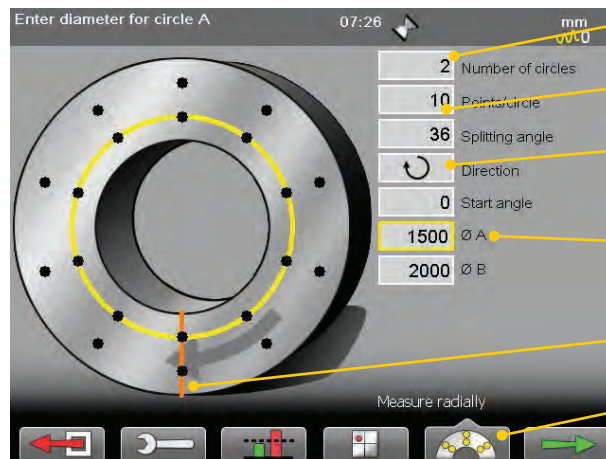 Enter diameter for circle A
07:26
mm
0
2 Number of circles
10 Points/circle
36 Splitting angle
Direction
0 Start angle
1500 Ø A
2000 Ø B
Measure radially